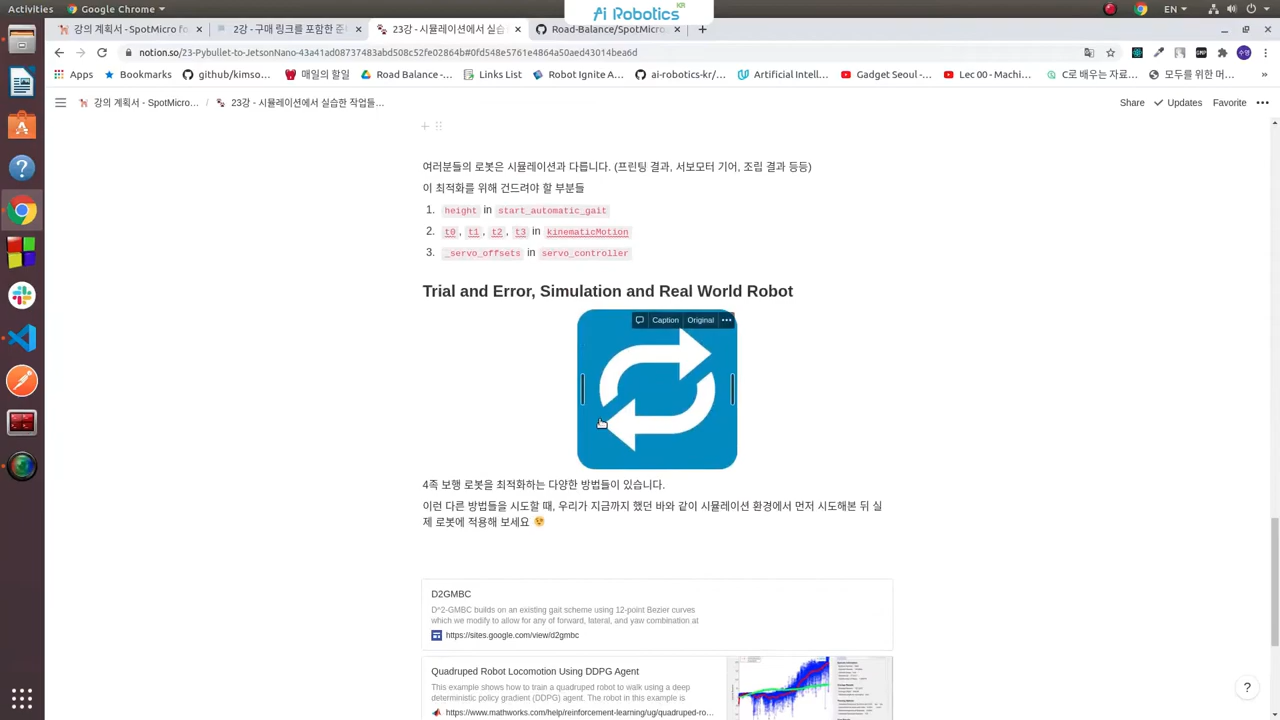 Google Chrome
Ai Robotics KR
EN
강의 계획서 - SpotMicro fo
2강 - 구매 링크를 포함한 준비
23강 - 시뮬레이션에서 실습
Road-Balance/SpotMicro
notion.so/23-Pybullet-to-JetsonNano-43a41ad08737483abd508c52fe02864b#0fd548e5761e4864a50aed43014bea6d
수영
Apps
Bookmarks
github/kimso...
매일의 할일
Road Balance -...
Links List
Robot Ignite A...
ai-robotics-kr/...
Artificial Intell...
Gadget Seoul -...
Lec 00 - Machi...
C로 배우는 자료...
모두를 위한 머...
»
강의 계획서 - SpotMicro... / 23강 - 시뮬레이션에서 실습한 작업들...
Share
Updates
Favorite
여러분들의 로봇은 시뮬레이션과 다릅니다. (프린팅 결과, 서보모터 기어, 조립 결과 등등)
이 최적화를 위해 건드려야 할 부분들
1. height in start_automatic_gait
2. t0 , t1 , t2 , t3 in kinematicMotion
3. _servo_offsets in servo_controller
Trial and Error, Simulation and Real World Robot
Caption Original
4족 보행 로봇을 최적화하는 다양한 방법들이 있습니다.
이런 다른 방법들을 시도할 때, 우리가 지금까지 했던 바와 같이 시뮬레이션 환경에서 먼저 시도해본 뒤 실
제 로봇에 적용해 보세요 😉
D2GMBC
D^2-GMBC builds on an existing gait scheme using 12-point Bezier curves
which we modify to allow for any of forward, lateral, and yaw combination at
https://sites.google.com/view/d2gmbc
Quadruped Robot Locomotion Using DDPG Agent
This example shows how to train a quadruped robot to walk using a deep
deterministic policy gradient (DDPG) agent. The robot in this example is
https://www.mathworks.com/help/reinforcement-learning/ug/quadruped-ro...
?